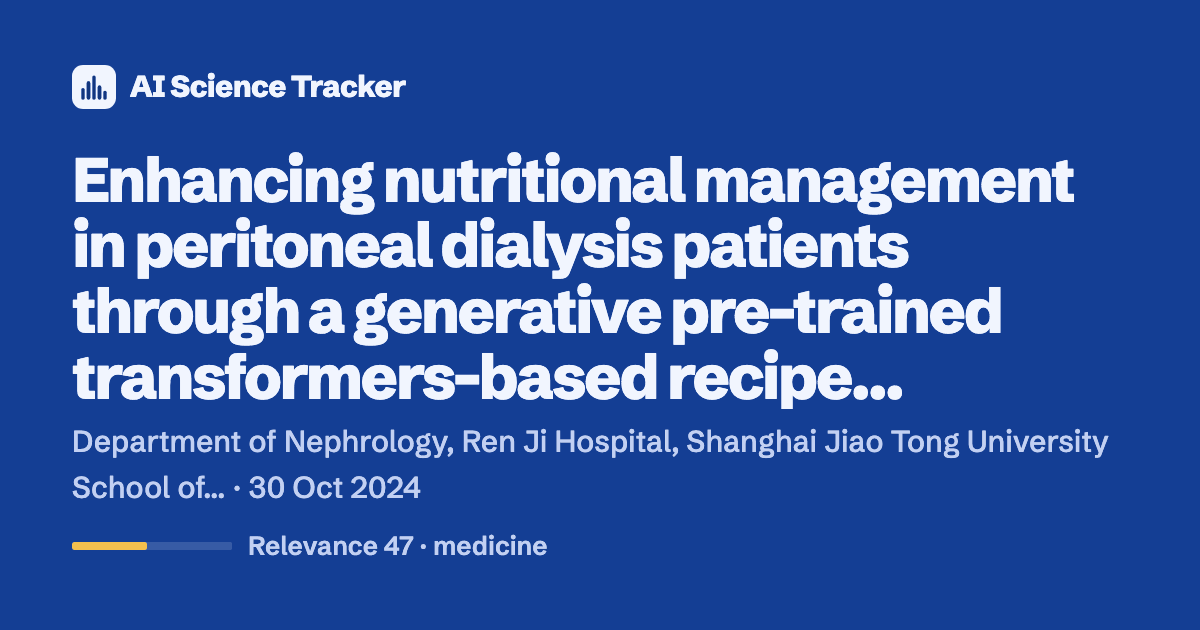 AI Science Tracker
Enhancing nutritional management
in peritoneal dialysis patients
through a generative pre-trained
transformers-based recipe...
Department of Nephrology, Ren Ji Hospital, Shanghai Jiao Tong University
School of... · 30 Oct 2024
Relevance 47 · medicine